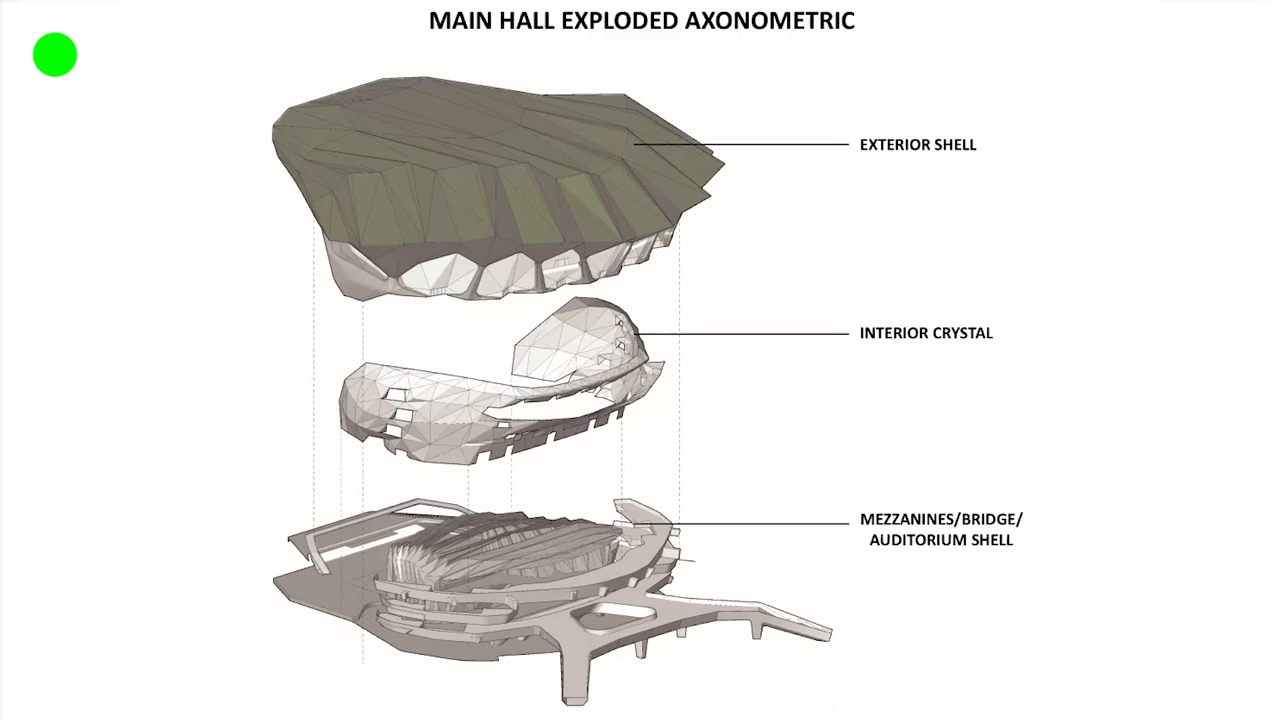 MAIN HALL EXPLODED AXONOMETRIC
EXTERIOR SHELL
INTERIOR CRYSTAL
MEZZANINES/BRIDGE/
AUDITORIUM SHELL